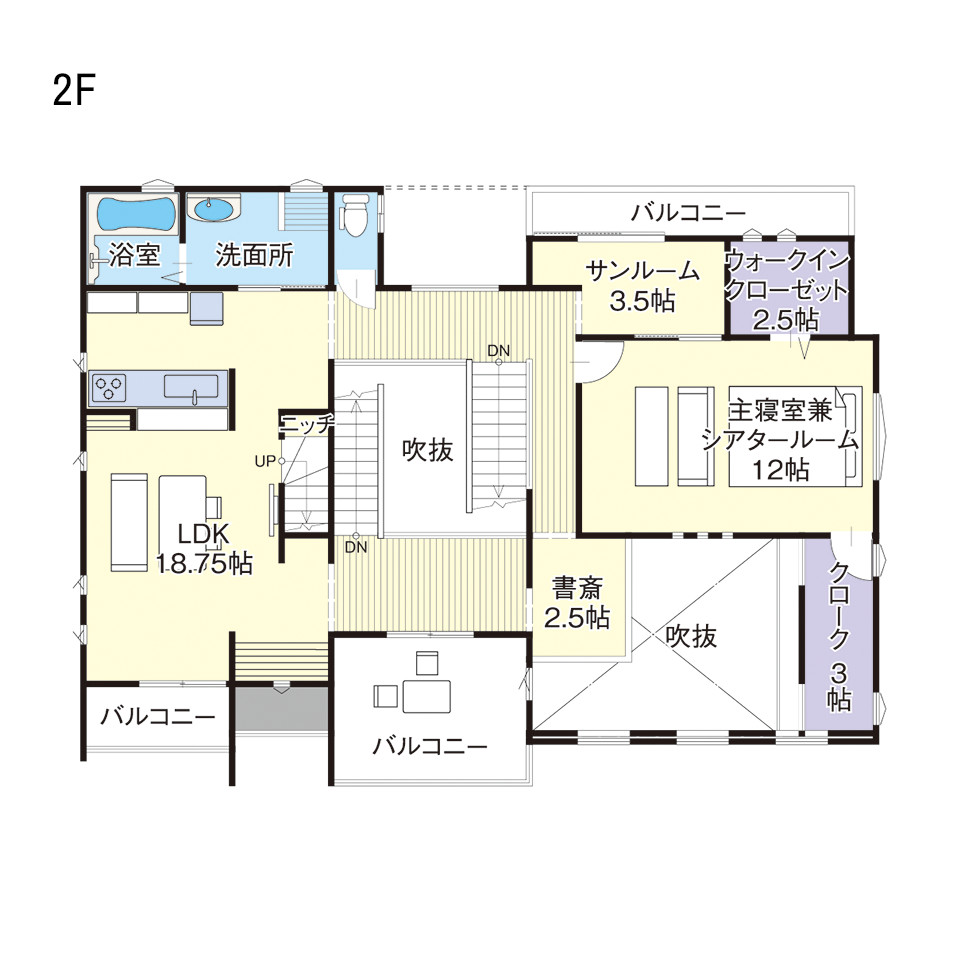 2F
バルコニー
浴室
洗面所
サンルーム
3.5帖
ウォークイン
クローゼット
2.5帖
DN
ニッチ
吹抜
主寝室兼
シアタールーム
12帖
UP
LDK
18.75帖
DN
書斎
2.5帖
吹抜
クローク 3帖
バルコニー
バルコニー